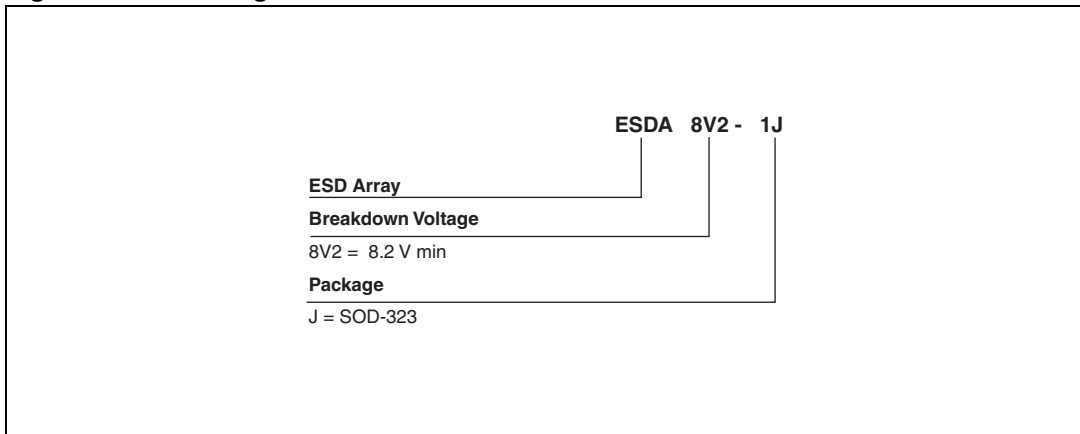 ESDA 8V2 - 1J
ESD Array
Breakdown Voltage
8V2 = 8.2 V min
Package
J = SOD-323